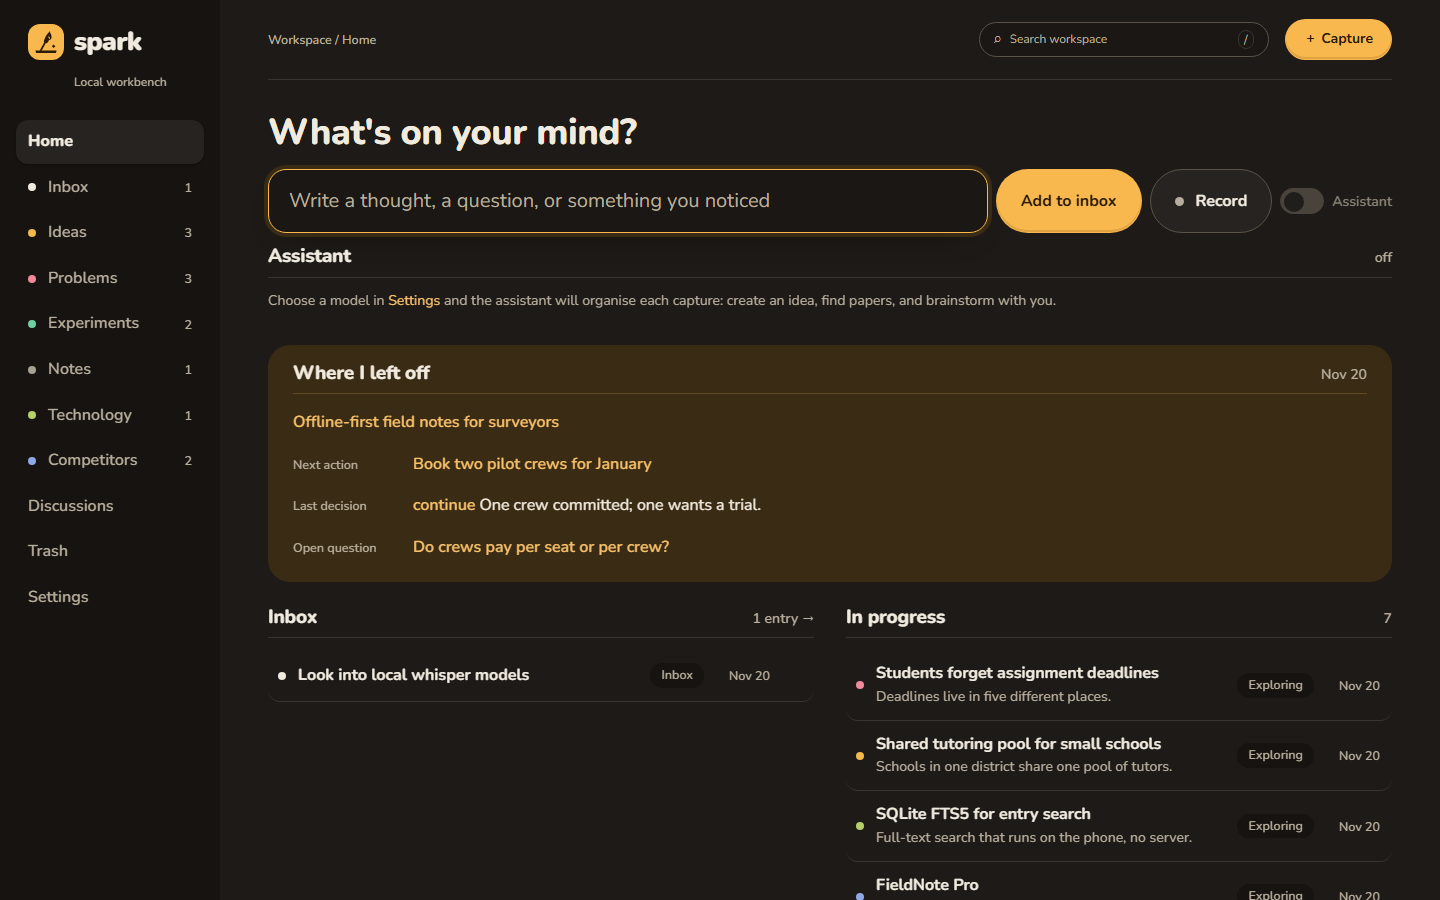 spark
Local workbench
Home
Inbox 1
Ideas 3
Problems 3
Experiments 2
Notes 1
Technology 1
Competitors 2
Discussions
Trash
Settings
Workspace / Home
Search workspace /
+ Capture
What's on your mind?
Write a thought, a question, or something you noticed
Add to inbox
Record
Assistant
Assistant off
Choose a model in Settings and the assistant will organise each capture: create an idea, find papers, and brainstorm with you.
Where I left off Nov 20
Offline-first field notes for surveyors
Next action Book two pilot crews for January
Last decision continue One crew committed; one wants a trial.
Open question Do crews pay per seat or per crew?
Inbox 1 entry →
Look into local whisper models Inbox Nov 20
In progress 7
Students forget assignment deadlines
Deadlines live in five different places.
Exploring Nov 20
Shared tutoring pool for small schools
Schools in one district share one pool of tutors.
Exploring Nov 20
SQLite FTS5 for entry search
Full-text search that runs on the phone, no server.
Exploring Nov 20
FieldNote Pro
Exploring Nov 20